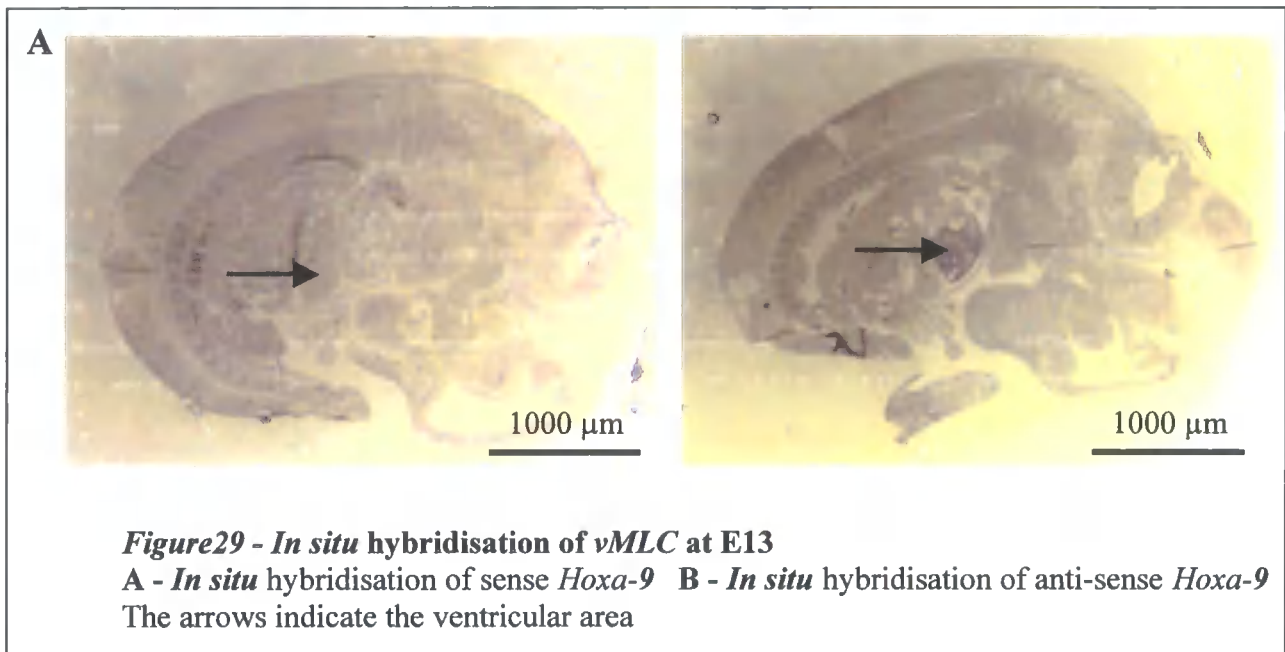 A
1000 μm
1000 μm
Figure29 - In situ hybridisation of vMLC at E13
A - In situ hybridisation of sense Hoxa-9 B - In situ hybridisation of anti-sense Hoxa-9
The arrows indicate the ventricular area